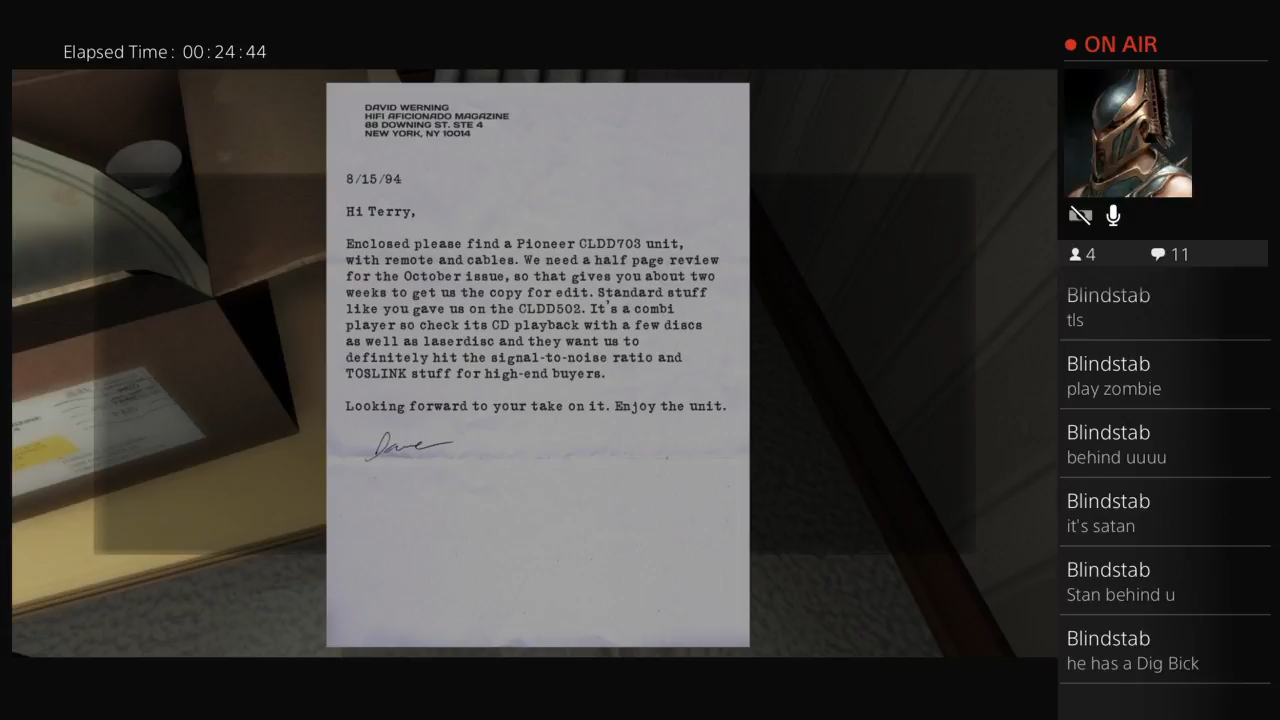 Elapsed Time: 00:24:44
DAVID WERNING
HIFI AFICIONADO MAGAZINE
88 DOWNING ST. STE 4
NEW YORK, NY 10014
8/15/94
Hi Terry,
Enclosed please find a Pioneer CLDD703 unit,
with remote and cables. We need a half page review
for the October issue, so that gives you about two
weeks to get us the copy for edit. Standard stuff
like you gave us on the CLDD502. It's a combi
player so check its CD playback with a few discs
as well as laserdisc and they want us to
definitely hit the signal-to-noise ratio and
TOSLINK stuff for high-end buyers.
Looking forward to your take on it. Enjoy the unit.
Dave
ON AIR
4 11
Blindstab
tls
Blindstab
play zombie
Blindstab
behind uuuu
Blindstab
it's satan
Blindstab
Stan behind u
Blindstab
he has a Dig Bick